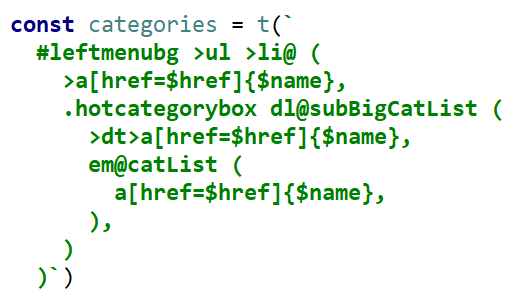 const categories = t(`
  #leftmenubg >ul >li@ (
    >a[href=$href]{$name},
    .hotcategorybox dl@subBigCatList (
      >dt>a[href=$href]{$name},
      em@catList (
        a[href=$href]{$name},
      ),
    )
  )`)